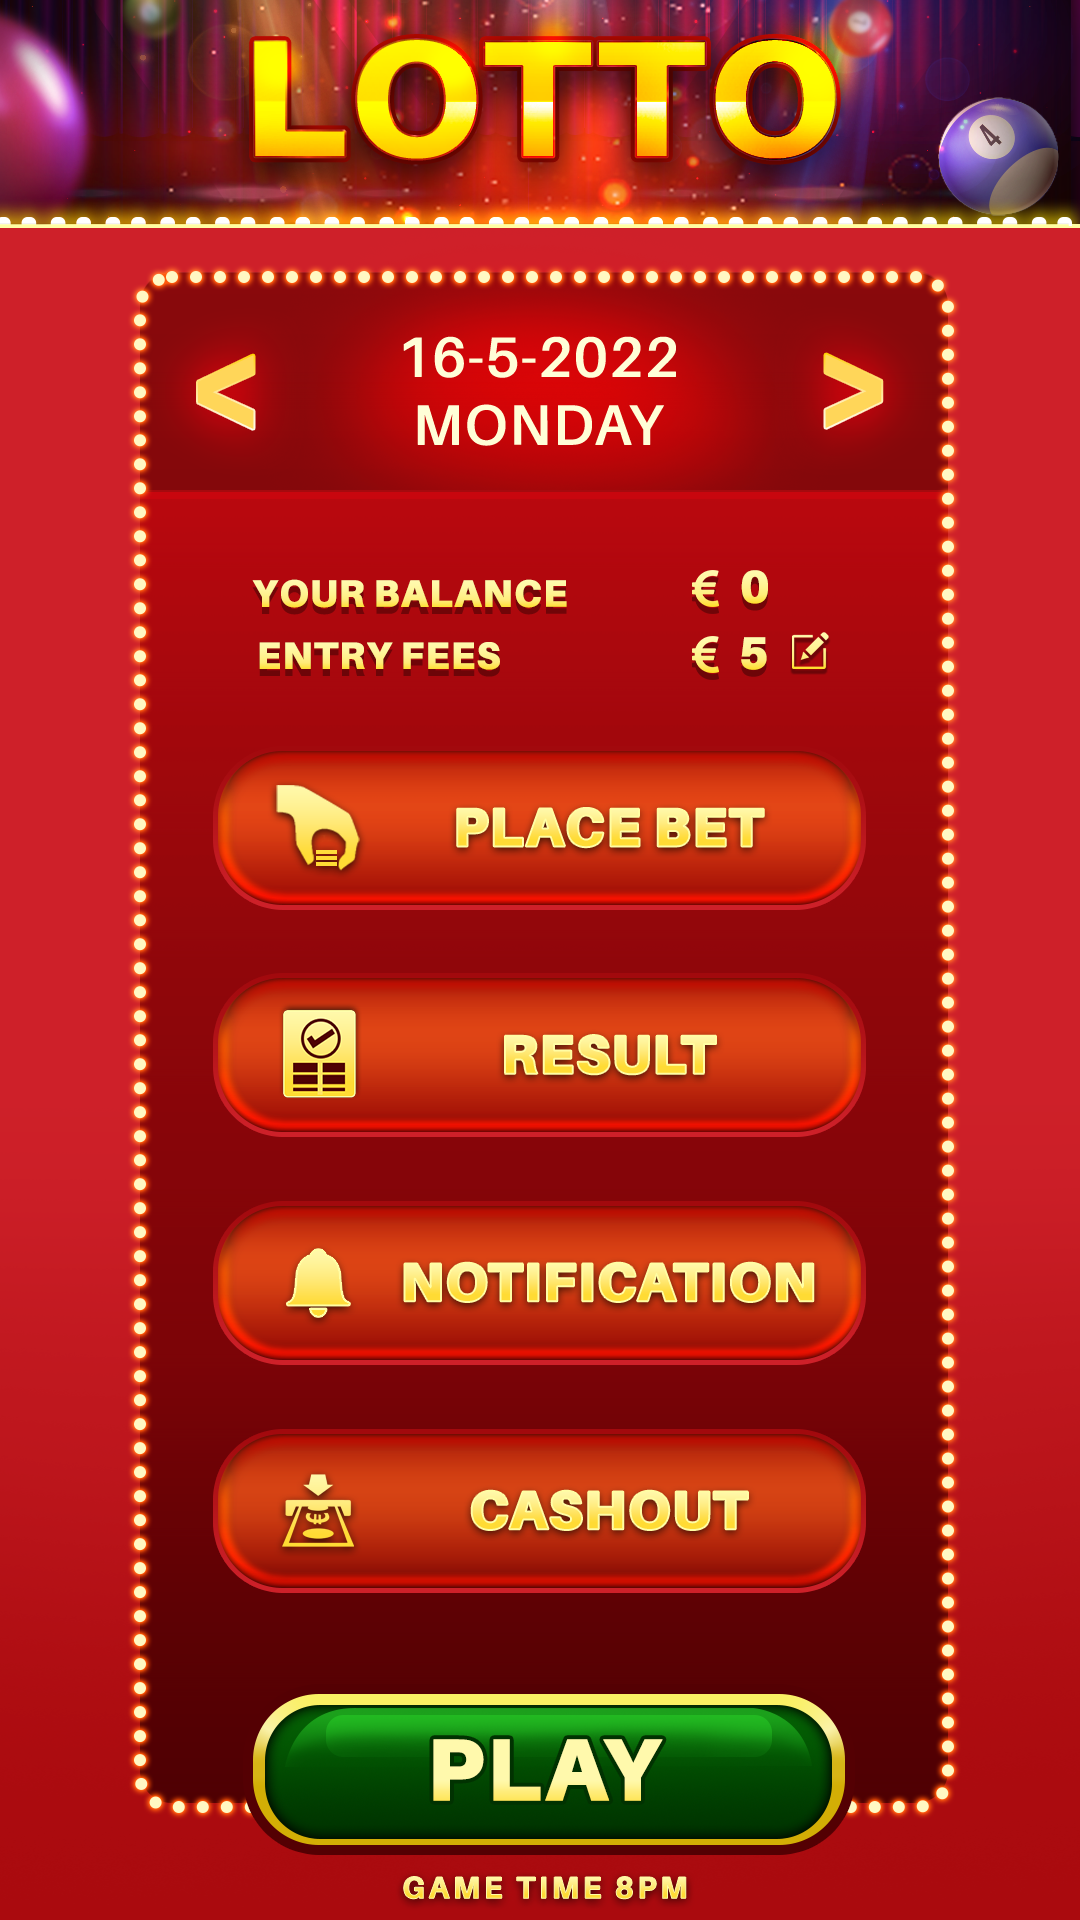 LOTTO
4
<
16-5-2022
>
MONDAY
YOUR BALANCE € 0
ENTRY FEES € 5
PLACE BET
RESULT
NOTIFICATION
CASHOUT
PLAY
GAME TIME 8PM